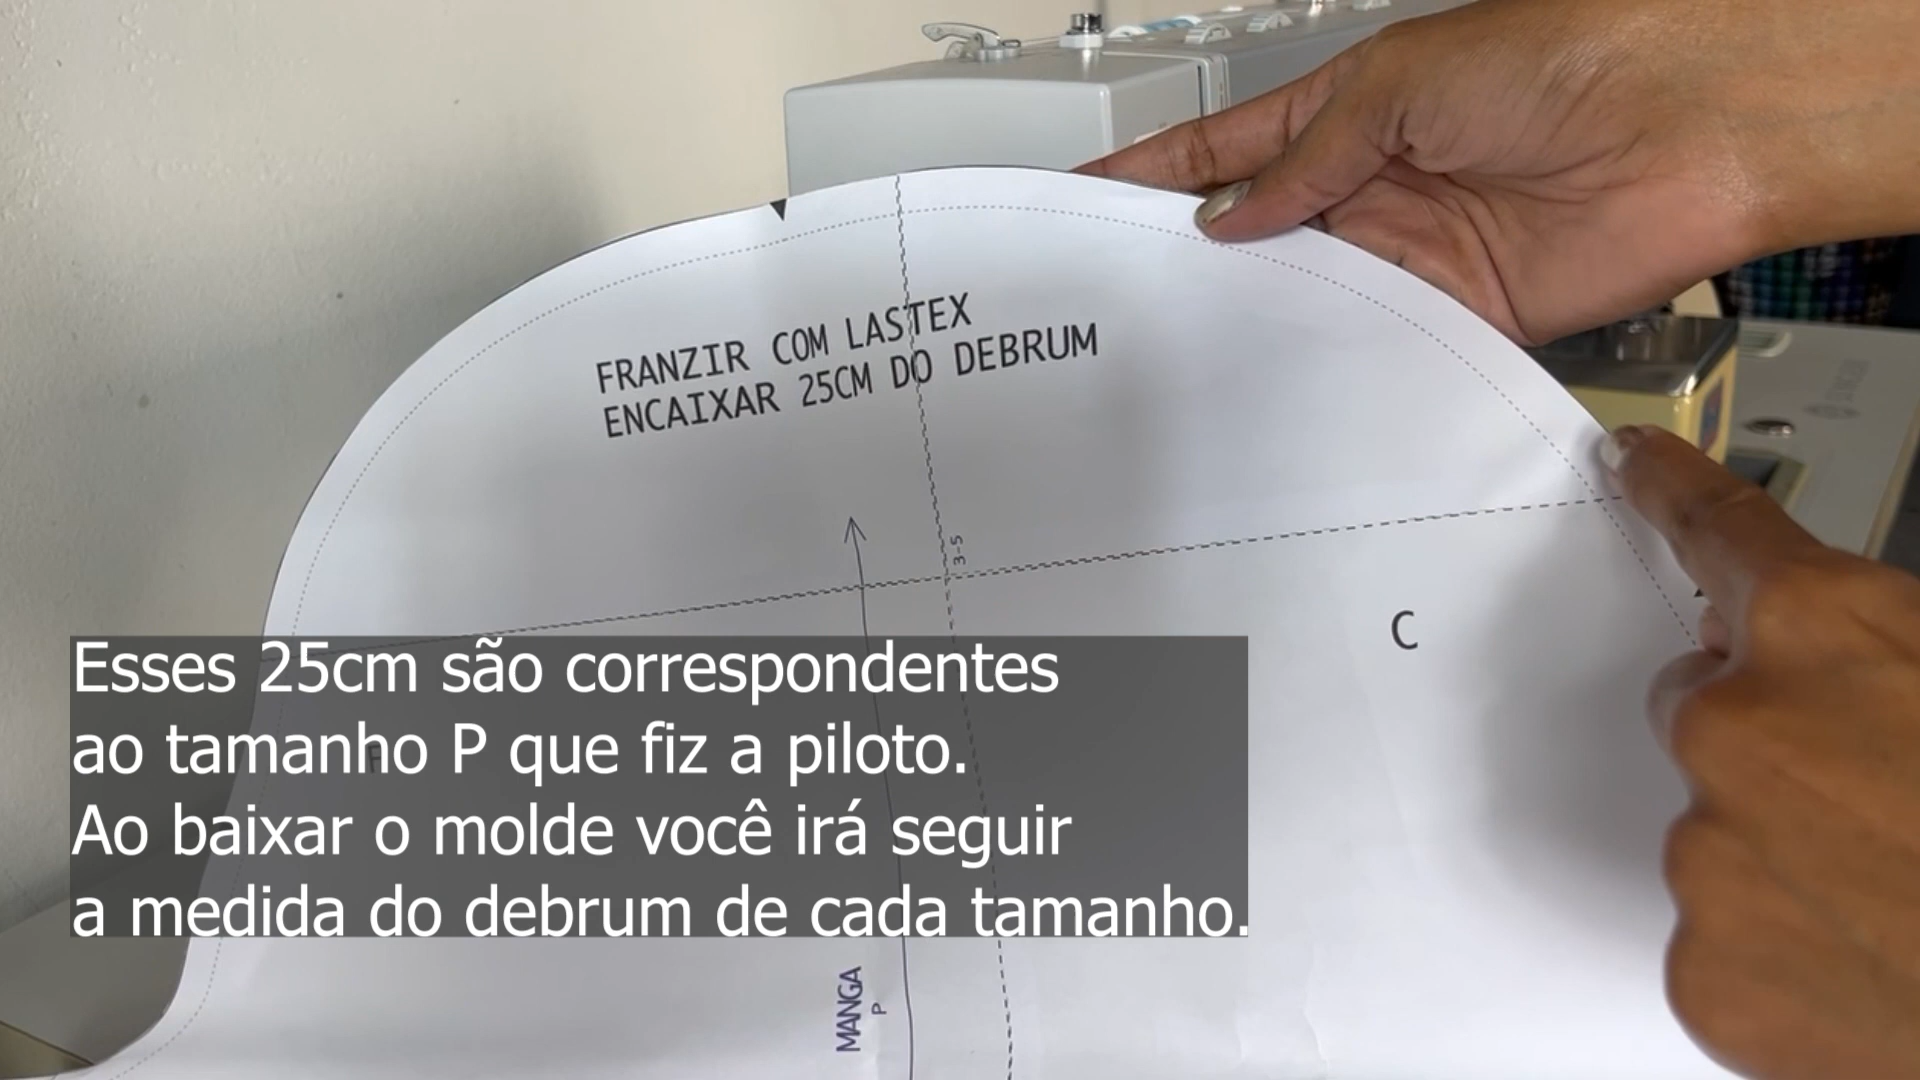 FRANZIR COM LASTEX
ENCAIXAR 25CM DO DEBRUM
3-5
C
F
Esses 25cm são correspondentes
ao tamanho P que fiz a piloto.
Ao baixar o molde você irá seguir
a medida do debrum de cada tamanho.
MANGA
P